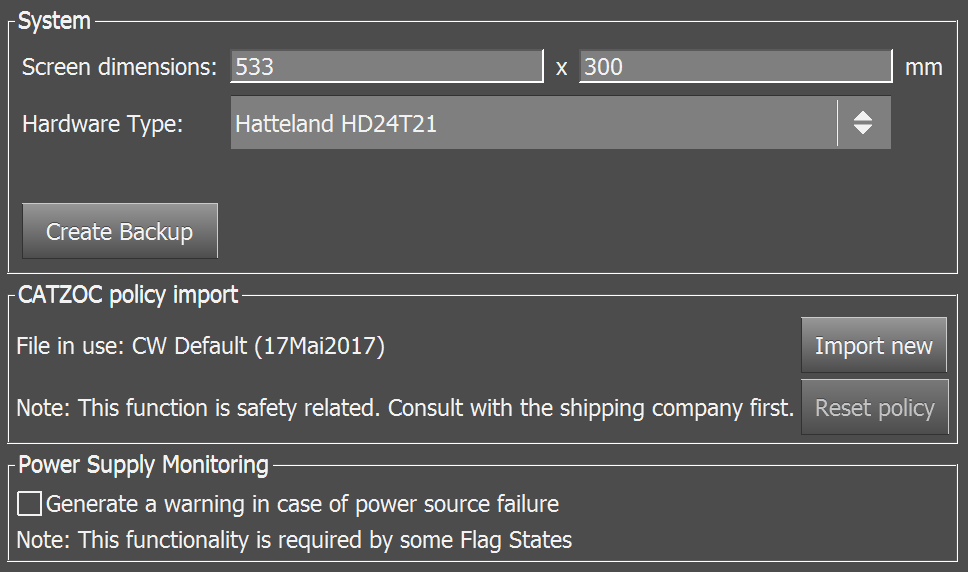 System
Screen dimensions: 533 x 300 mm
Hardware Type: Hatteland HD24T21
Create Backup
CATZOC policy import
File in use: CW Default (17Mai2017) Import new
Note: This function is safety related. Consult with the shipping company first. Reset policy
Power Supply Monitoring
Generate a warning in case of power source failure
Note: This functionality is required by some Flag States